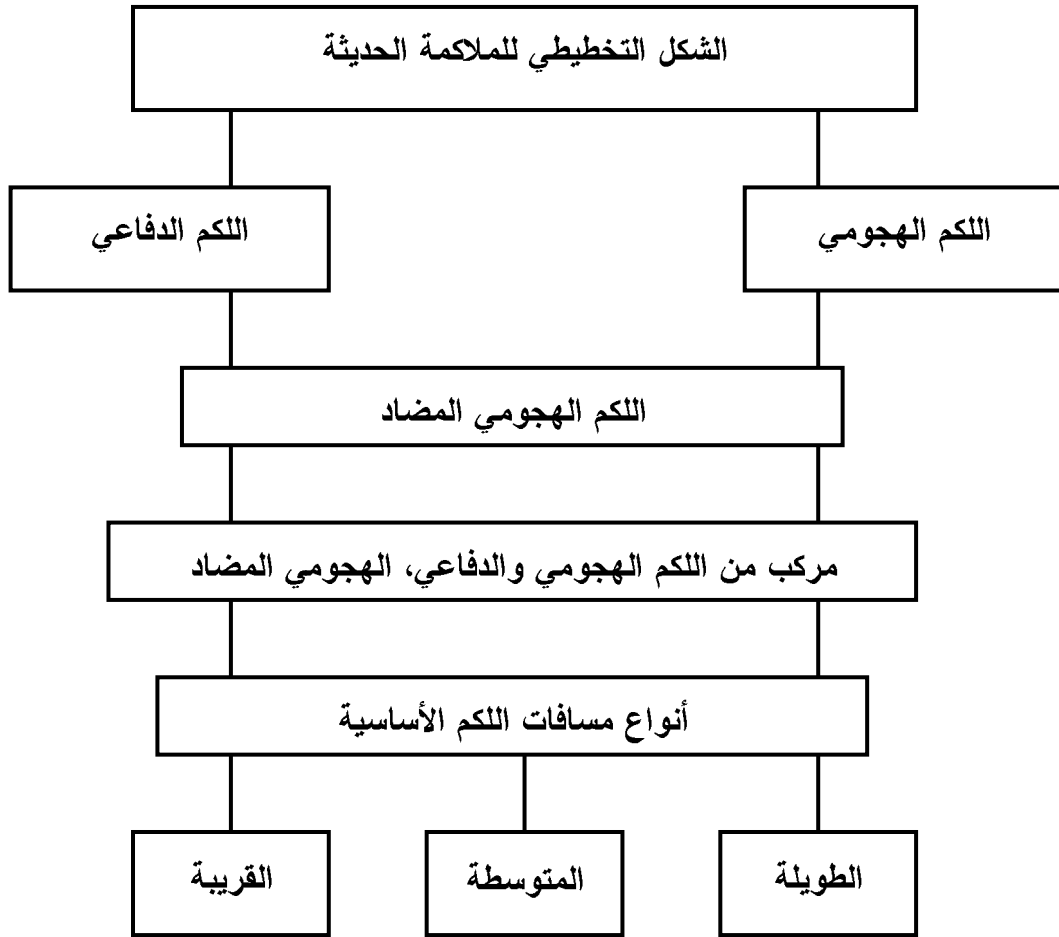 الشكل التخطيطي للملاكمة الحديثة
اللكم الهجومي
اللكم الدفاعي
اللكم الهجومي المضاد
مركب من اللكم الهجومي والدفاعي، الهجومي المضاد
أنواع مسافات اللكم الأساسية
الطويلة
المتوسطة
القريبة